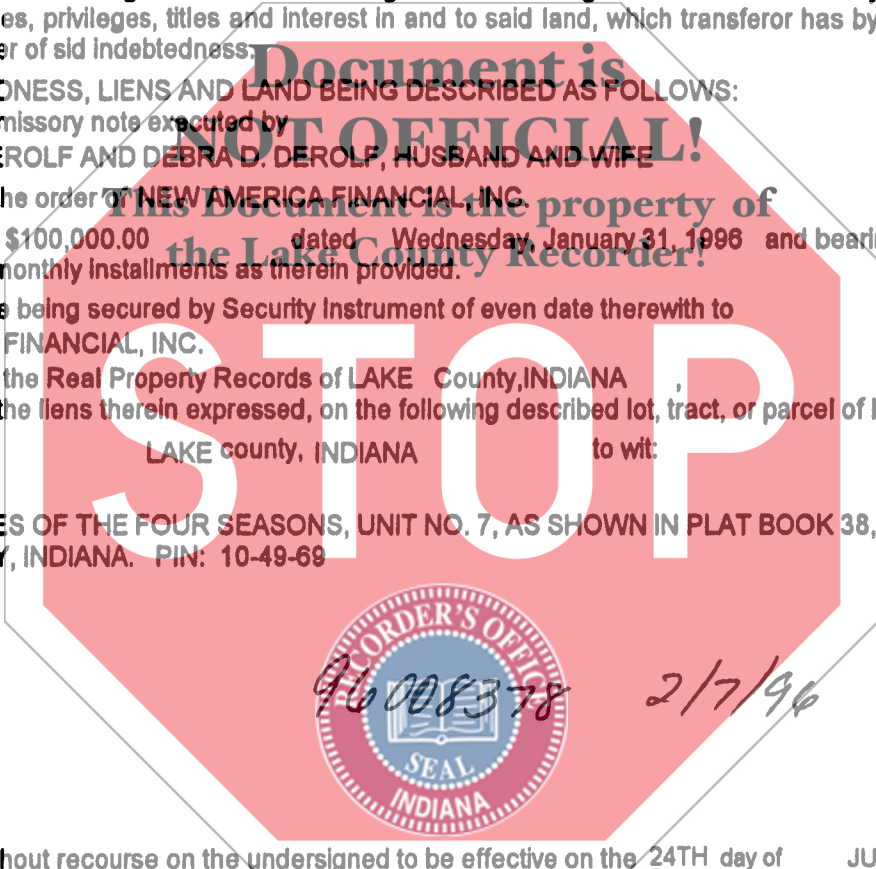 es, privileges, titles and interest in and to said land, which transferor has by
er of sid indebtedness.
Document is
DNESS, LIENS AND LAND BEING DESCRIBED AS FOLLOWS:
missory note executed by
NOT OFFICIAL!
EROLF AND DEBRA D. DEROLF, HUSBAND AND WIFE
he order of NEW AMERICA FINANCIAL, INC.
This Document is the property of
$100,000.00 dated Wednesday, January 31, 1996 and beari
the Lake County Recorder!
monthly installments as therein provided.
e being secured by Security Instrument of even date therewith to
FINANCIAL, INC.
the Real Property Records of LAKE County, INDIANA ,
the liens therein expressed, on the following described lot, tract, or parcel of l
LAKE county, INDIANA to wit:
STOP
ES OF THE FOUR SEASONS, UNIT NO. 7, AS SHOWN IN PLAT BOOK 38,
Y, INDIANA. PIN: 10-49-69
RECORDER'S OFFICE
96008378 2/7/96
SEAL
INDIANA
hout recourse on the undersigned to be effective on the 24TH day of JU